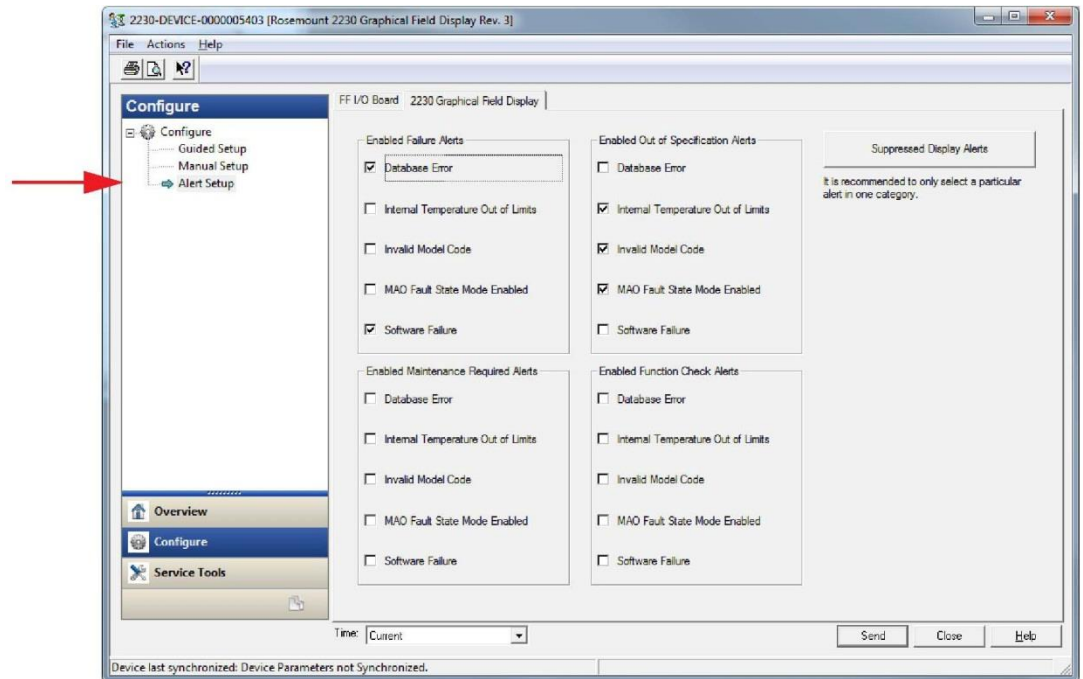 2230-DEVICE-0000005403 [Rosemount 2230 Graphical Field Display Rev. 3]
File Actions Help
Configure
Configure
Guided Setup
Manual Setup
Alert Setup
Overview
Configure
Service Tools
FF I/O Board 2230 Graphical Field Display
Enabled Failure Alerts
Database Error
Internal Temperature Out of Limits
Invalid Model Code
MAO Fault State Mode Enabled
Software Failure
Enabled Out of Specification Alerts
Database Error
Internal Temperature Out of Limits
Invalid Model Code
MAO Fault State Mode Enabled
Software Failure
Suppressed Display Alerts
It is recommended to only select a particular
alert in one category.
Enabled Maintenance Required Alerts
Database Error
Internal Temperature Out of Limits
Invalid Model Code
MAO Fault State Mode Enabled
Software Failure
Enabled Function Check Alerts
Database Error
Internal Temperature Out of Limits
Invalid Model Code
MAO Fault State Mode Enabled
Software Failure
Time: Current
Send Close Help
Device last synchronized: Device Parameters not Synchronized.